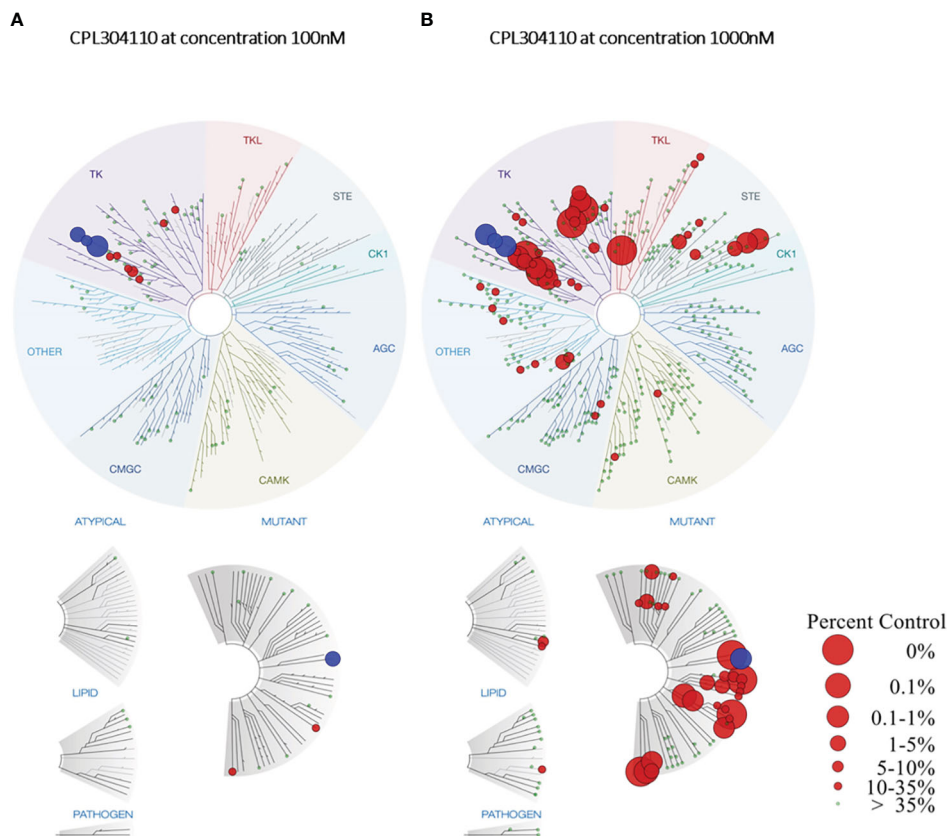 A
CPL304110 at concentration 100nM
TKL
TK
STE
CK1
OTHER
AGC
CMGC
CAMK
ATYPICAL
MUTANT
LIPID
PATHOGEN
B
CPL304110 at concentration 1000nM
TKL
TK
STE
CK1
OTHER
AGC
CMGC
CAMK
ATYPICAL
MUTANT
LIPID
PATHOGEN
Percent Control
0%
0.1%
0.1-1%
1-5%
5-10%
10-35%
> 35%